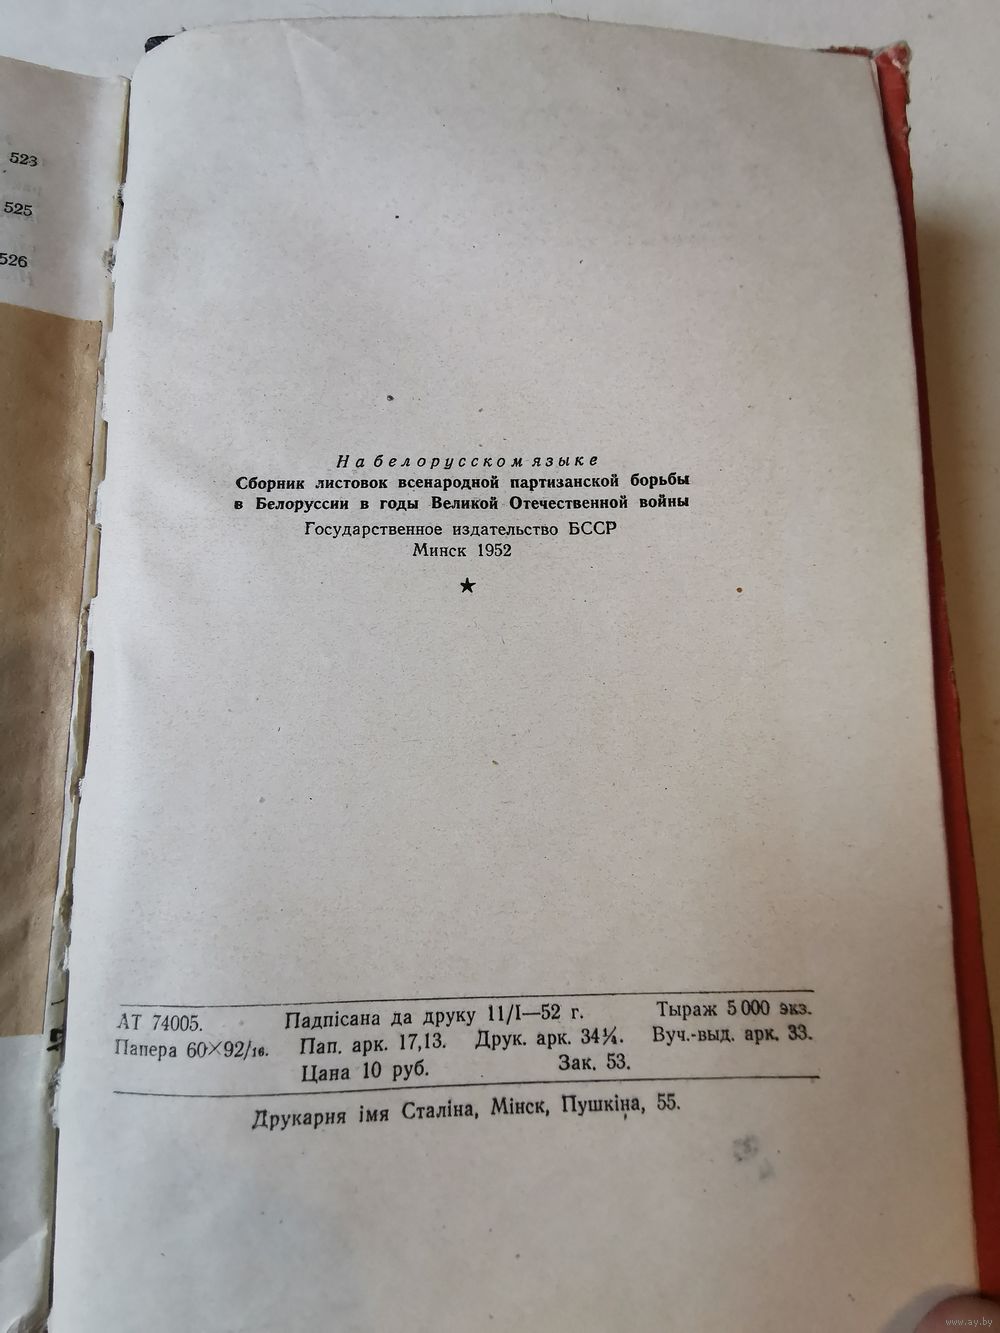 523
525
526
На белорусском языке
Сборник листовок всенародной партизанской борьбы
в Белоруссии в годы Великой Отечественной войны
Государственное издательство БССР
Минск 1952
★
АТ 74005. Падпісана да друку 11/I—52 г. Тыраж 5 000 экз.
Папера 60×92/16. Пап. арк. 17,13. Друк. арк. 34¼. Вуч.-выд. арк. 33.
Цана 10 руб. Зак. 53.
Друкарня імя Сталіна, Мінск, Пушкіна, 55.
www.ay.by